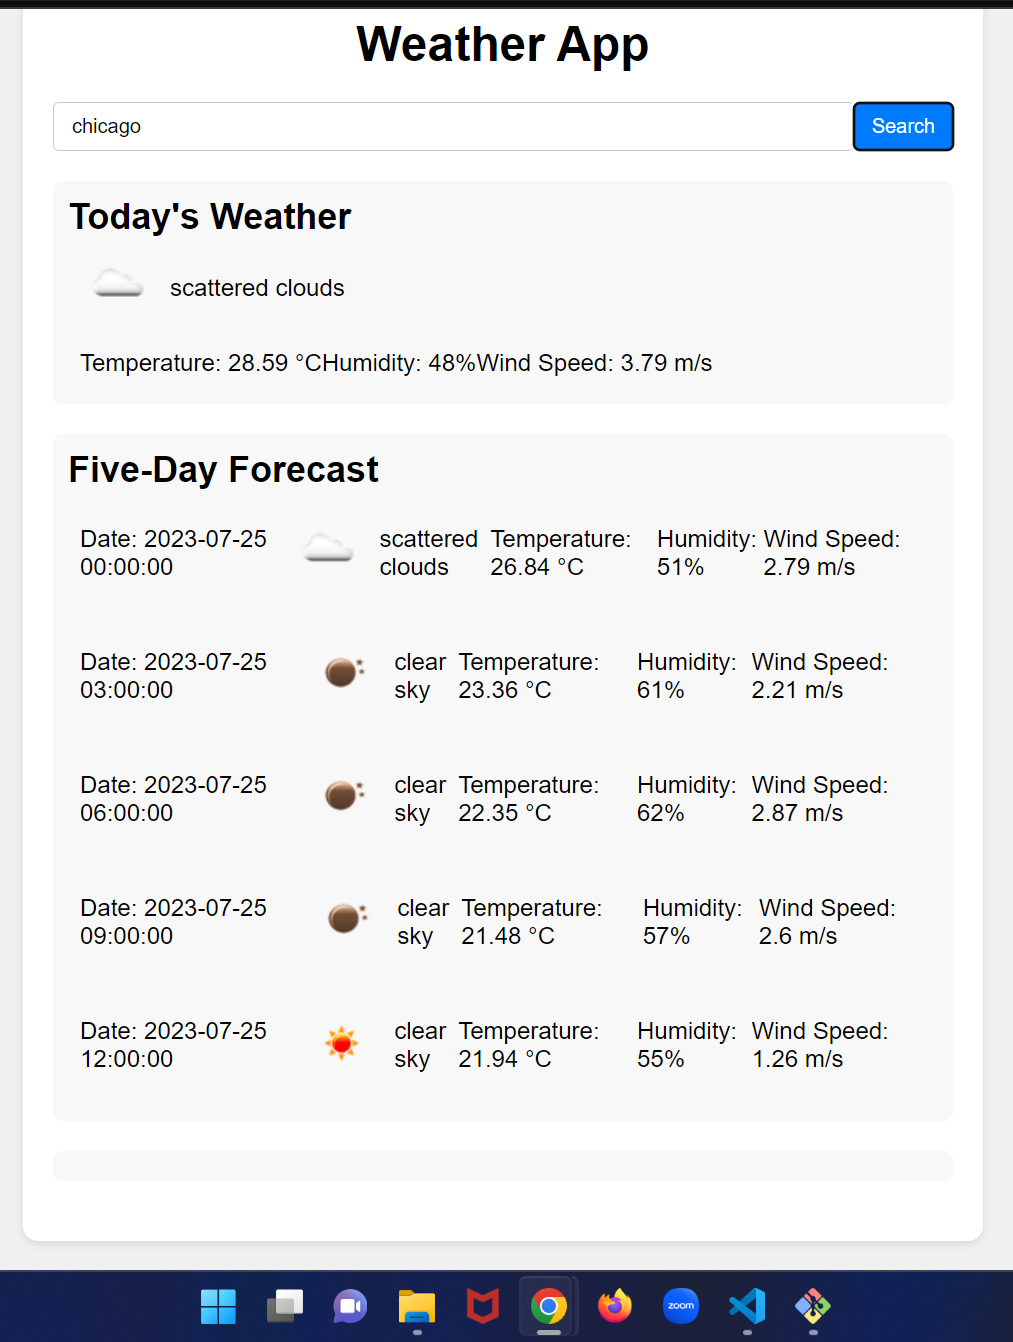 Weather App
chicago
Search
Today's Weather
scattered clouds
Temperature: 28.59 °CHumidity: 48%Wind Speed: 3.79 m/s
Five-Day Forecast
Date: 2023-07-25 scattered Temperature: Humidity: Wind Speed:
00:00:00 clouds 26.84 °C 51% 2.79 m/s
Date: 2023-07-25 clear Temperature: Humidity: Wind Speed:
03:00:00 sky 23.36 °C 61% 2.21 m/s
Date: 2023-07-25 clear Temperature: Humidity: Wind Speed:
06:00:00 sky 22.35 °C 62% 2.87 m/s
Date: 2023-07-25 clear Temperature: Humidity: Wind Speed:
09:00:00 sky 21.48 °C 57% 2.6 m/s
Date: 2023-07-25 clear Temperature: Humidity: Wind Speed:
12:00:00 sky 21.94 °C 55% 1.26 m/s
zoom